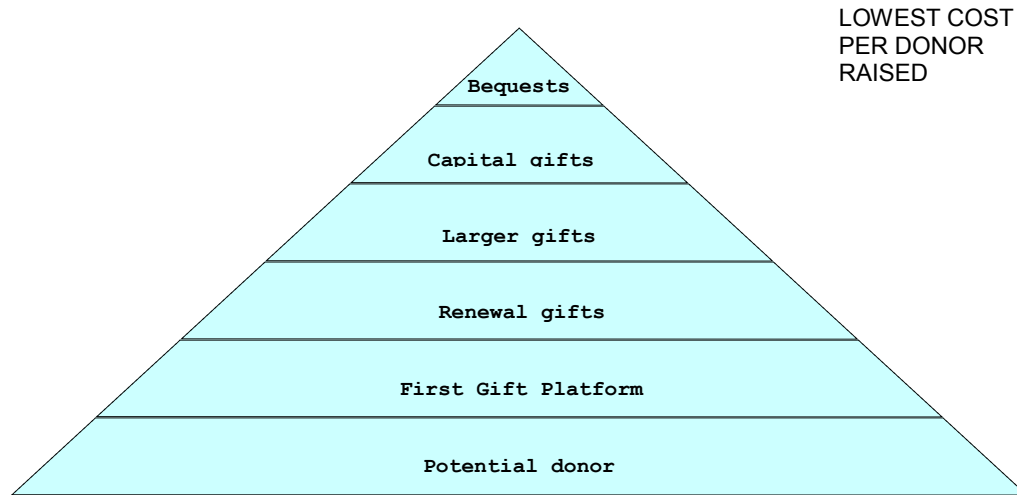 LOWEST COST
PER DONOR
RAISED
Bequests
Capital gifts
Larger gifts
Renewal gifts
First Gift Platform
Potential donor